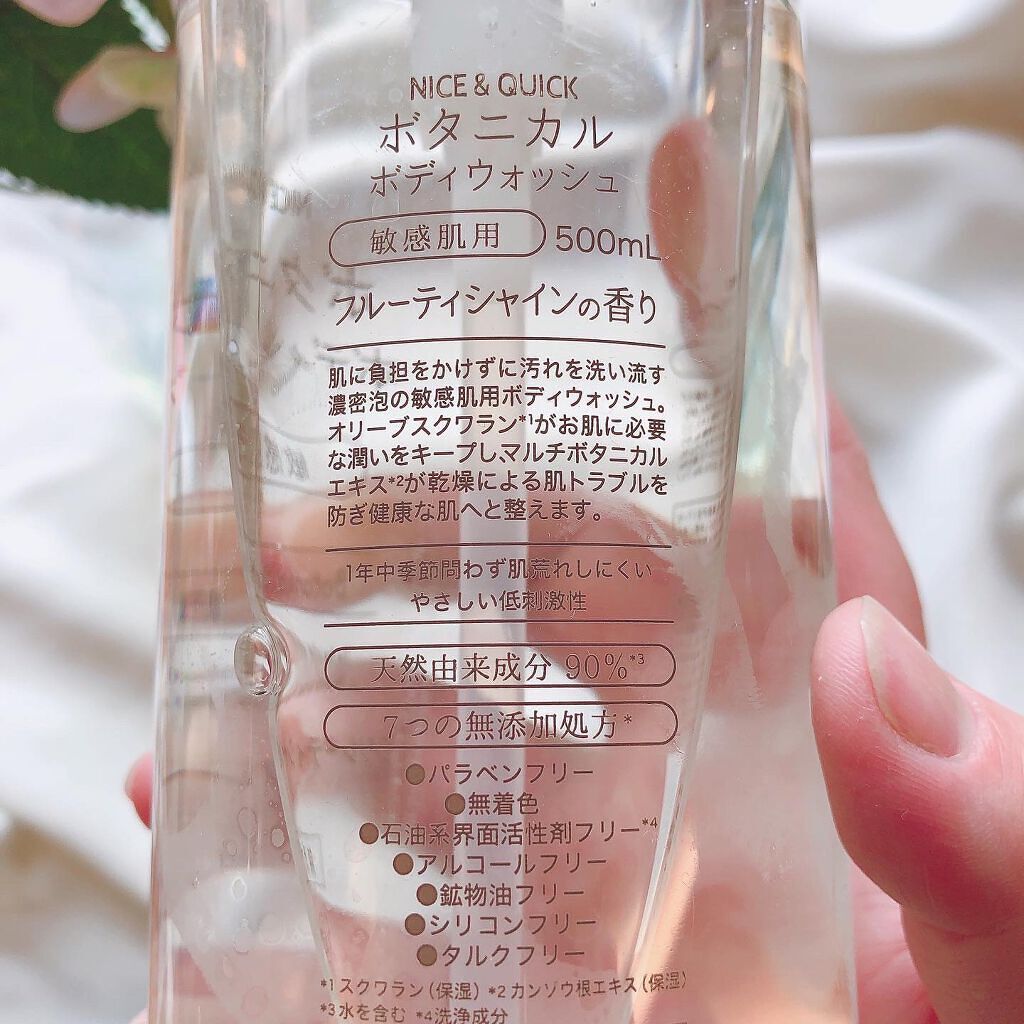 NICE & QUICK
ボタニカル
ボディウォッシュ
敏感肌用 500mL
フルーティシャインの香り
肌に負担をかけずに汚れを洗い流す
濃密泡の敏感肌用ボディウォッシュ。
オリーブスクワラン*1がお肌に必要
な潤いをキープし、マルチボタニカル
エキス*2が乾燥による肌トラブルを
防ぎ健康な肌へと整えます。
1年中季節問わず肌荒れしにくい
やさしい低刺激性
天然由来成分 90%*3
7つの無添加処方*
●パラベンフリー
●無着色
●石油系界面活性剤フリー*4
●アルコールフリー
●鉱物油フリー
●シリコンフリー
●タルクフリー
*1 スクワラン(保湿) *2 カンゾウ根エキス(保湿)
*3 水を含む *4 洗浄成分